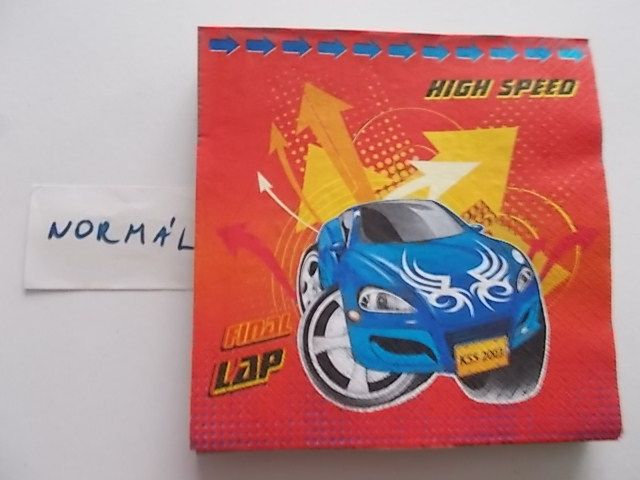 HIGH SPEED
NORMÁL
FINAL
LAP
KSS 2003